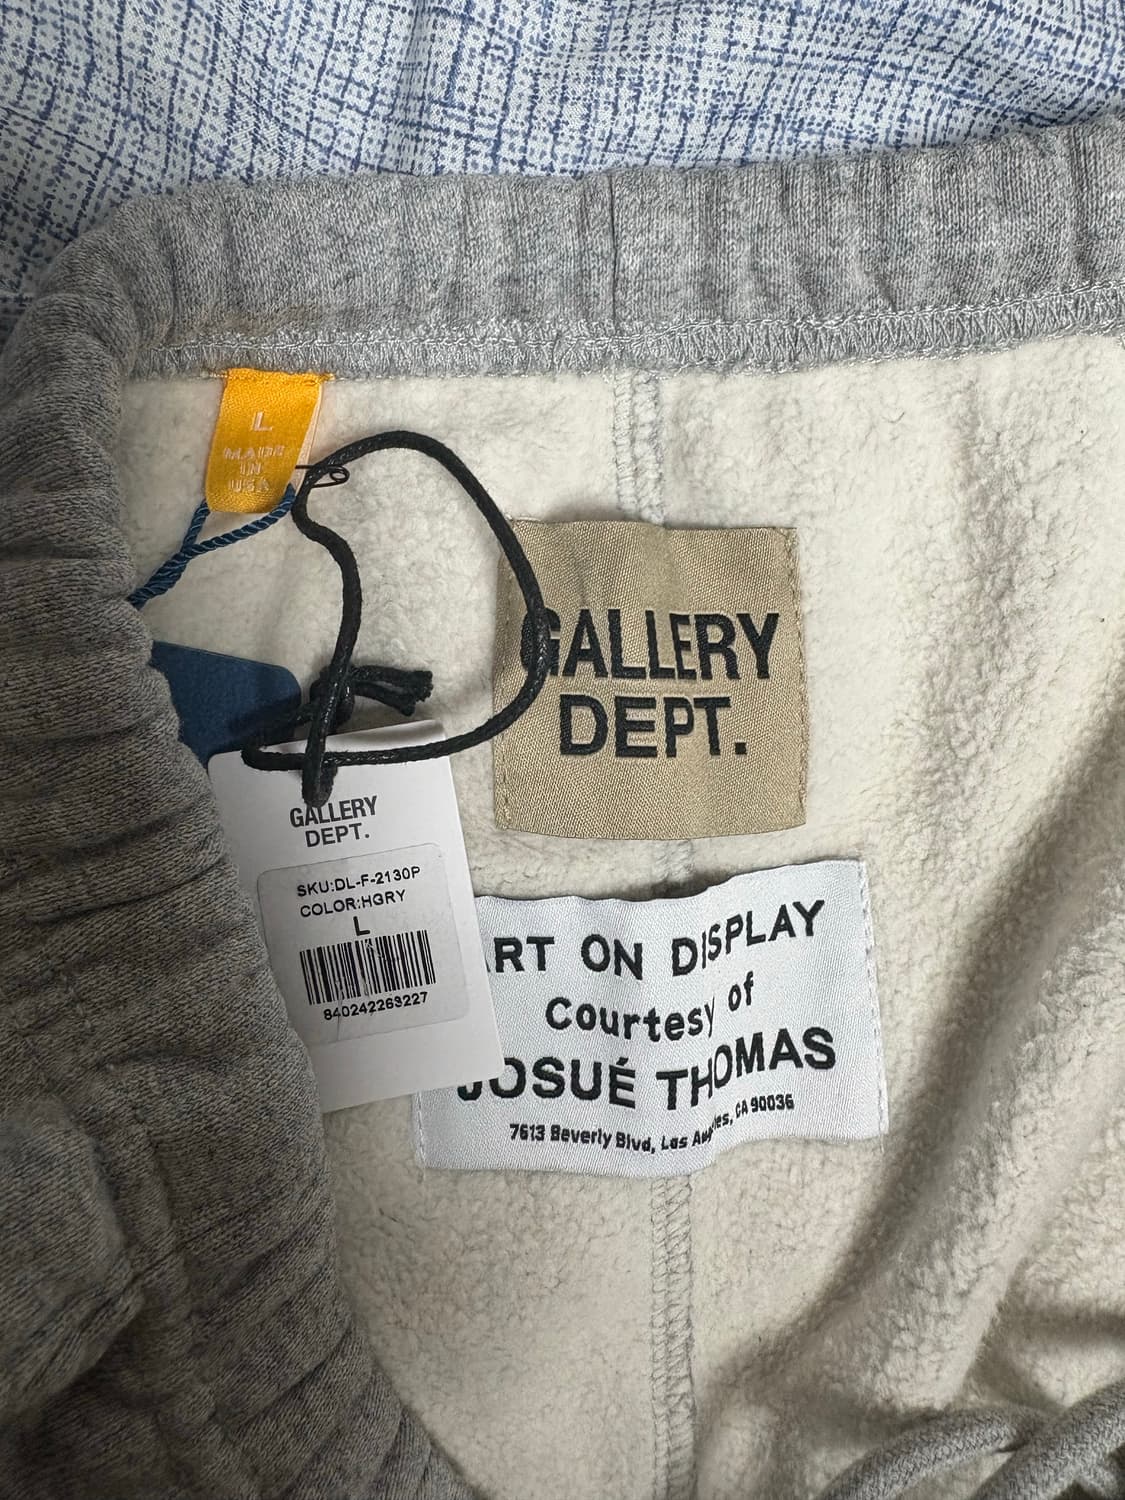 L
MADE
IN
USA
GALLERY
DEPT.
GALLERY
DEPT.
SKU:DL-F-2130P
COLOR:HGRY
L
840242263227
ART ON DISPLAY
Courtesy of
JOSUÉ THOMAS
7613 Beverly Blvd, Los Angeles, CA 90036